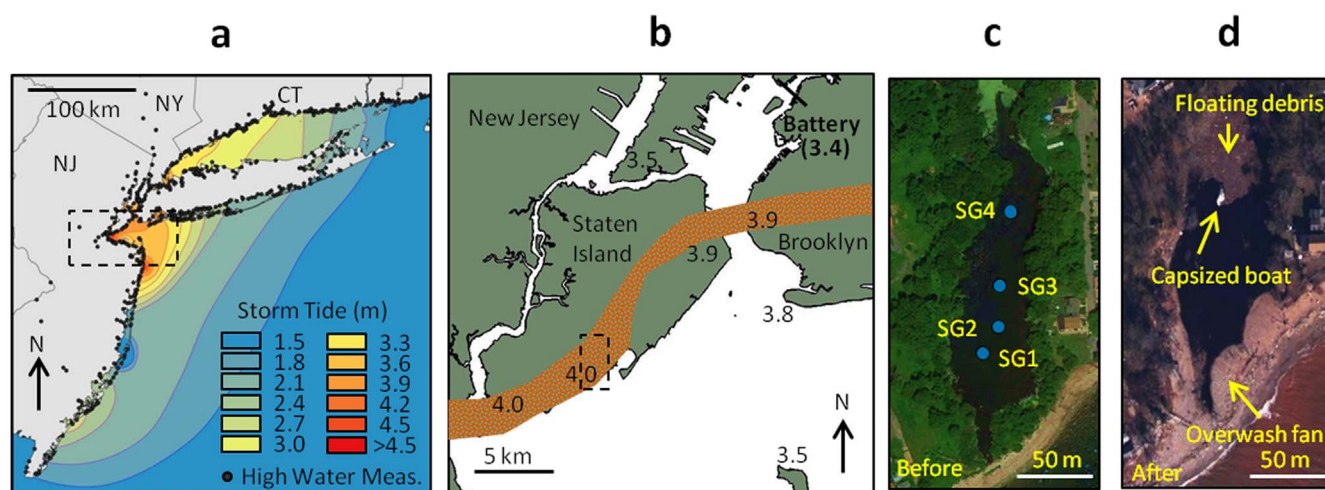 a
b
c
d
100 km
NY
CT
NJ
N
Storm Tide (m)
1.5
3.3
1.8
3.6
2.1
3.9
2.4
4.2
2.7
4.5
3.0
>4.5
High Water Meas.
New Jersey
Battery
(3.4)
3.5
Staten
Island
3.9
3.9
Brooklyn
3.8
4.0
4.0
5 km
N
3.5
SG4
SG3
SG2
SG1
Before
50 m
Floating debris
Capsized boat
Overwash fan
After
50 m